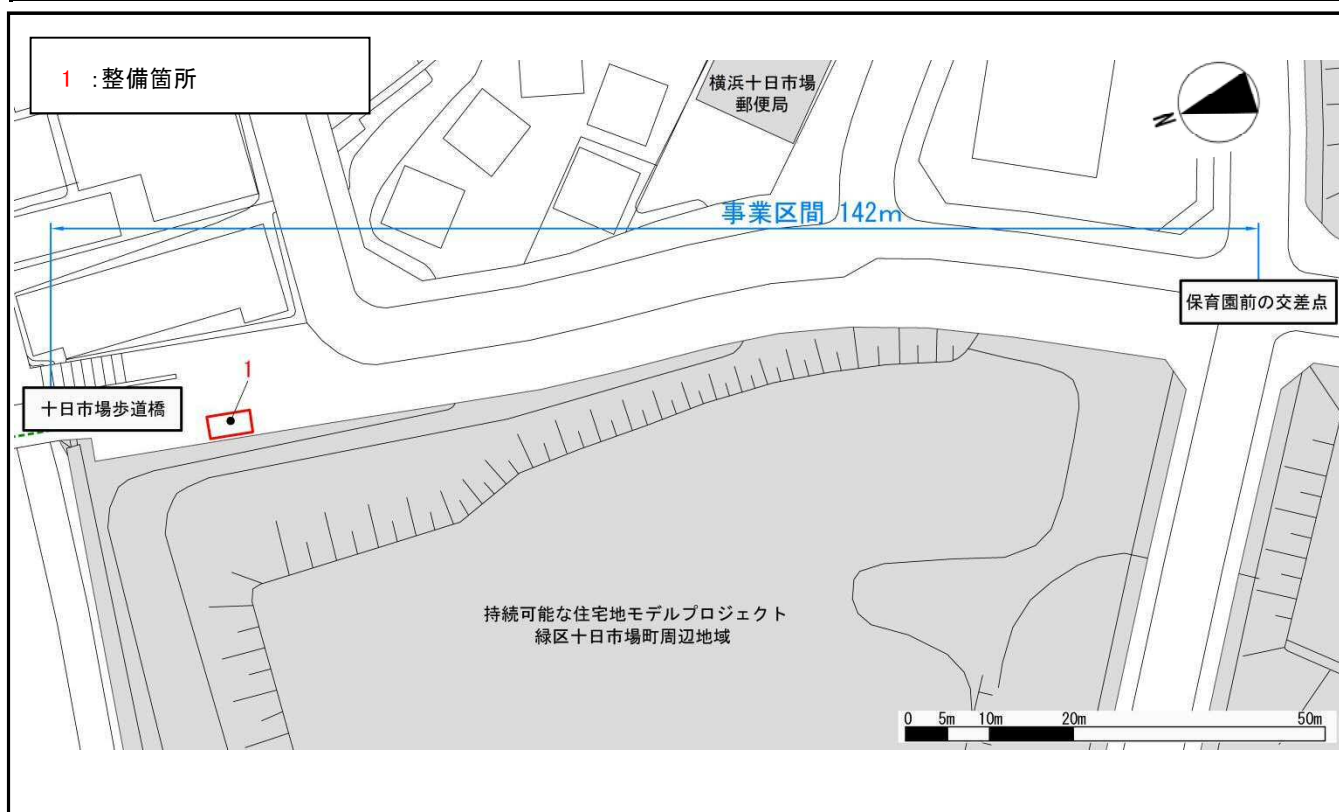 1 :整備箇所
横浜十日市場
郵便局
N
事業区間 142m
保育園前の交差点
1
十日市場歩道橋
持続可能な住宅地モデルプロジェクト
緑区十日市場町周辺地域
0 5m 10m 20m 50m